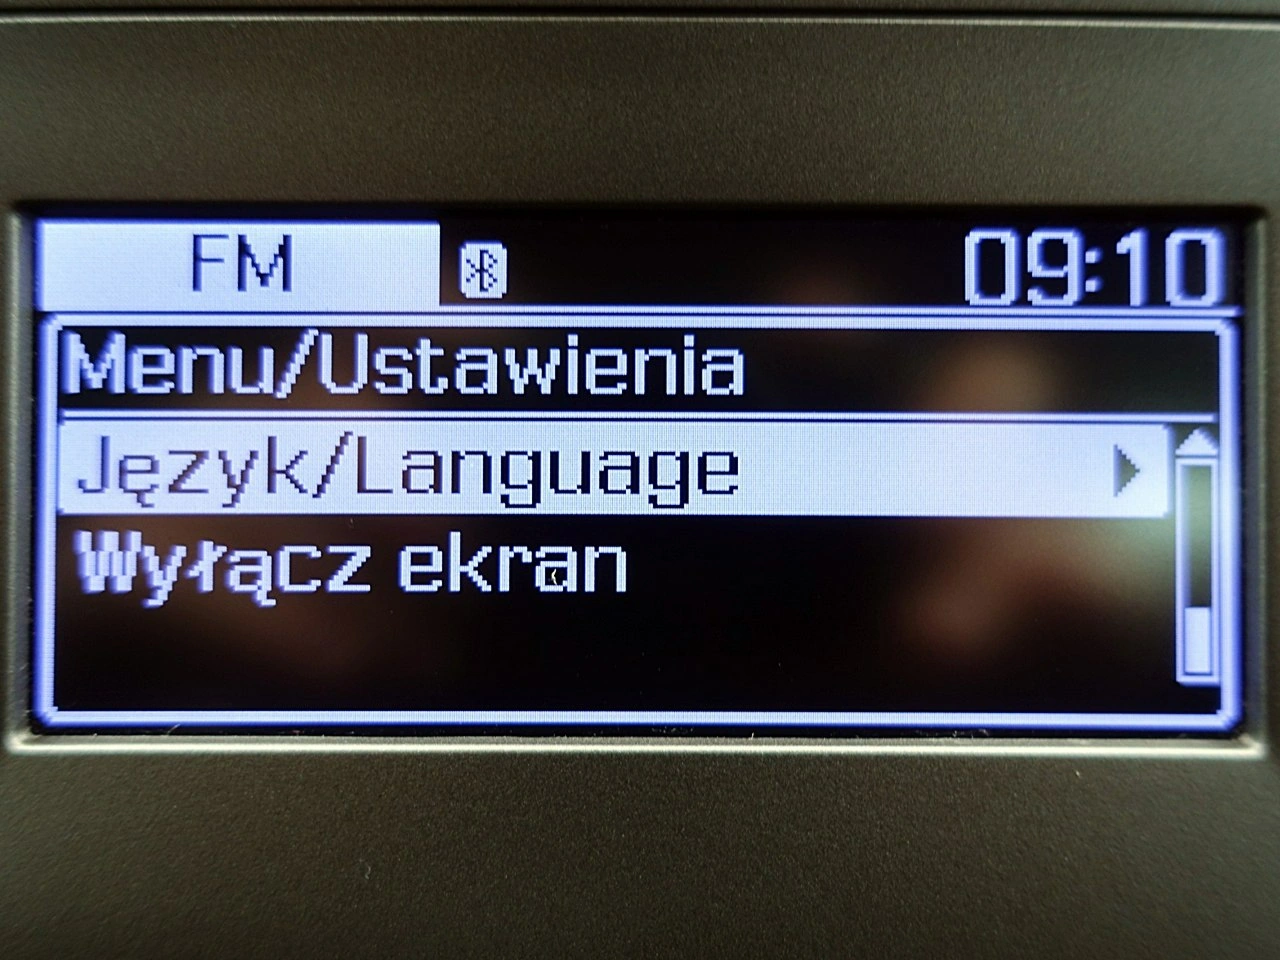 FM 09:10
Menu/Ustawienia
Język/Language
Wyłącz ekran